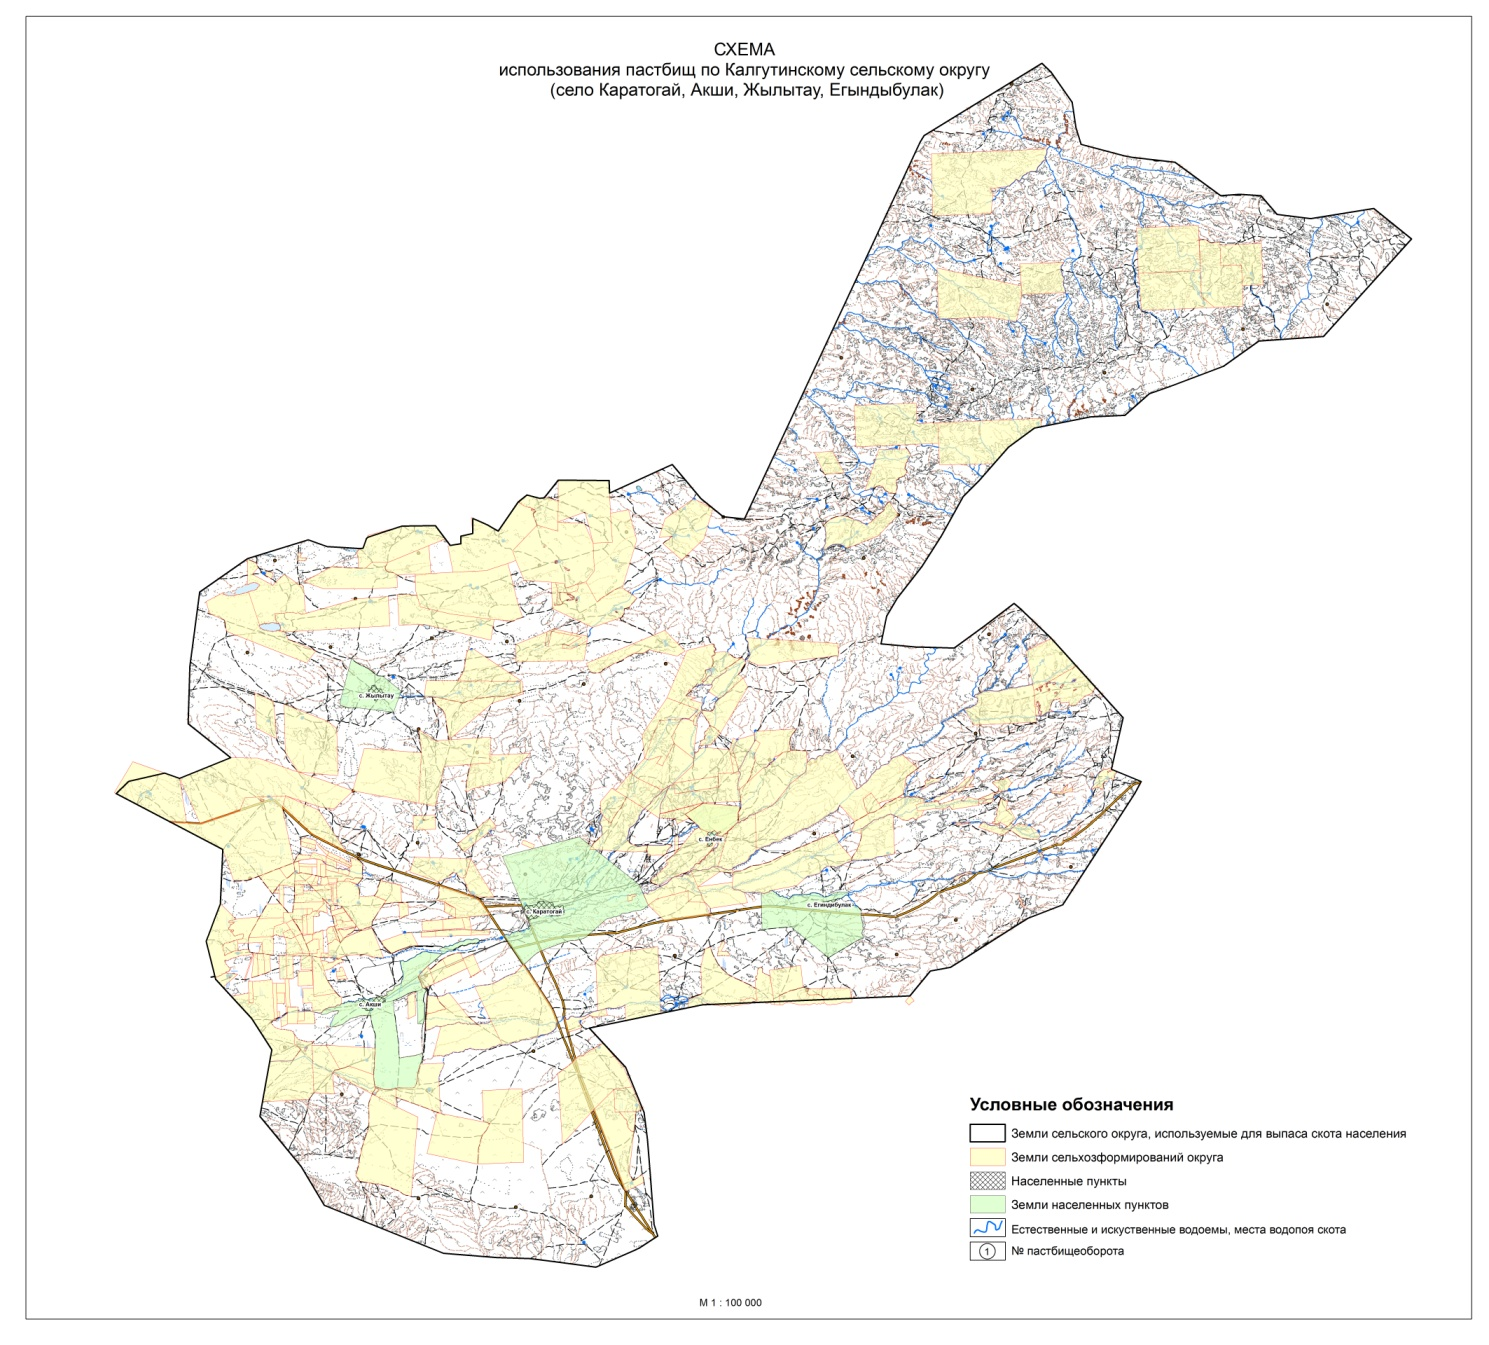 СХЕМА
использования пастбищ по Калгутинскому сельскому округу
(село Каратогай, Акши, Жылытау, Егындыбулак)
с. Жылытау
с. Енбек
с. Егиндибулак
с. Каратогай
с. Акши
Условные обозначения
Земли сельского округа, используемые для выпаса скота населения
Земли сельхозформирований округа
Населенные пункты
Земли населенных пунктов
Естественные и искуственные водоемы, места водопоя скота
1 № пастбищеоборота
М 1 : 100 000